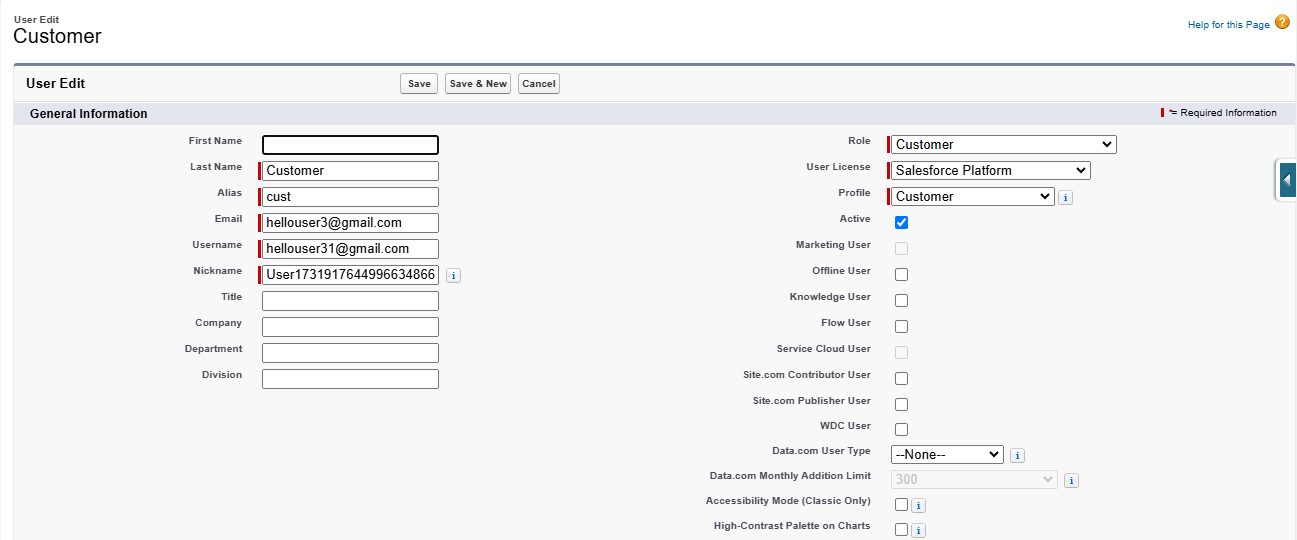 User Edit
Customer
Help for this Page ?
User Edit
Save
Save & New
Cancel
General Information
*= Required Information
First Name
Last Name Customer
Alias cust
Email hellouser3@gmail.com
Username hellouser31@gmail.com
Nickname User1731917644996634866 i
Title
Company
Department
Division
Role Customer
User License Salesforce Platform
Profile Customer i
Active
Marketing User
Offline User
Knowledge User
Flow User
Service Cloud User
Site.com Contributor User
Site.com Publisher User
WDC User
Data.com User Type --None-- i
Data.com Monthly Addition Limit 300 i
Accessibility Mode (Classic Only) i
High-Contrast Palette on Charts i